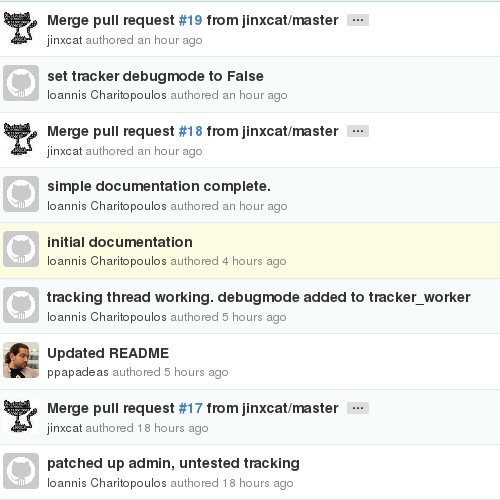 Merge pull request #19 from jinxcat/master ...
jinxcat authored an hour ago
set tracker debugmode to False
Ioannis Charitopoulos authored an hour ago
Merge pull request #18 from jinxcat/master ...
jinxcat authored an hour ago
simple documentation complete.
Ioannis Charitopoulos authored an hour ago
initial documentation
Ioannis Charitopoulos authored 4 hours ago
tracking thread working. debugmode added to tracker_worker
Ioannis Charitopoulos authored 5 hours ago
Updated README
ppapadeas authored 5 hours ago
Merge pull request #17 from jinxcat/master ...
jinxcat authored 18 hours ago
patched up admin, untested tracking
Ioannis Charitopoulos authored 18 hours ago